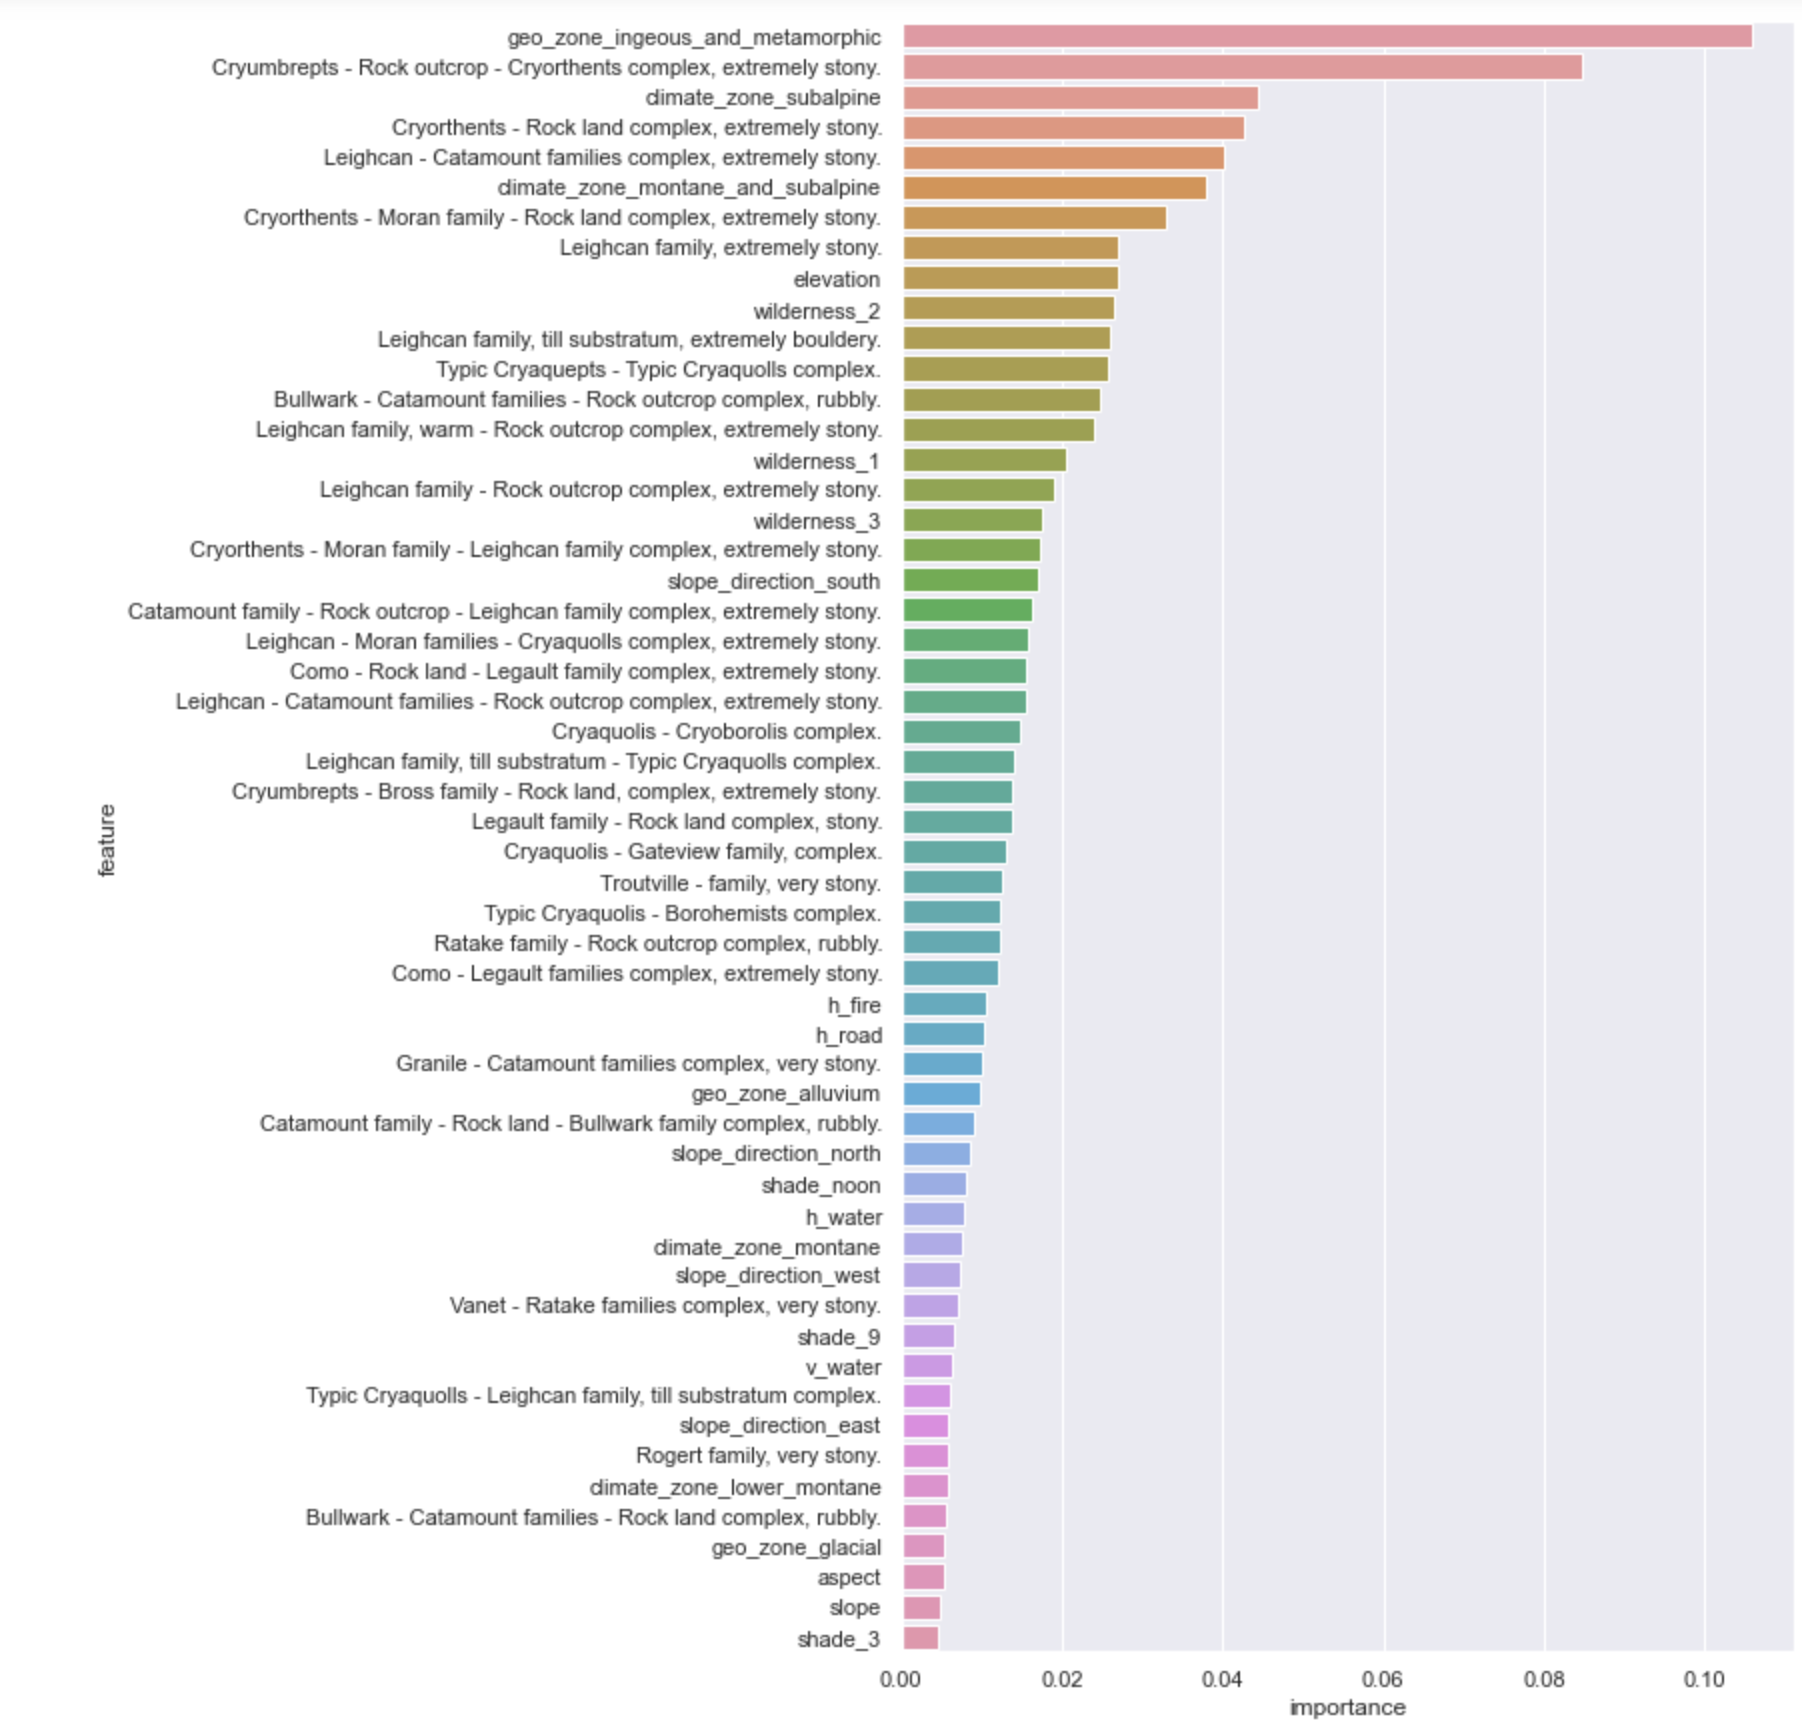 geo_zone_ingeous_and_metamorphic
Cryumbrepts - Rock outcrop - Cryorthents complex, extremely stony.
climate_zone_subalpine
Cryorthents - Rock land complex, extremely stony.
Leighcan - Catamount families complex, extremely stony.
climate_zone_montane_and_subalpine
Cryorthents - Moran family - Rock land complex, extremely stony.
Leighcan family, extremely stony.
elevation
wilderness_2
Leighcan family, till substratum, extremely bouldery.
Typic Cryaquepts - Typic Cryaquolls complex.
Bullwark - Catamount families - Rock outcrop complex, rubbly.
Leighcan family, warm - Rock outcrop complex, extremely stony.
wilderness_1
Leighcan family - Rock outcrop complex, extremely stony.
wilderness_3
Cryorthents - Moran family - Leighcan family complex, extremely stony.
slope_direction_south
Catamount family - Rock outcrop - Leighcan family complex, extremely stony.
Leighcan - Moran families - Cryaquolls complex, extremely stony.
Como - Rock land - Legault family complex, extremely stony.
Leighcan - Catamount families - Rock outcrop complex, extremely stony.
Cryaquolis - Cryoborolis complex.
Leighcan family, till substratum - Typic Cryaquolls complex.
Cryumbrepts - Bross family - Rock land, complex, extremely stony.
Legault family - Rock land complex, stony.
Cryaquolis - Gateview family, complex.
Troutville - family, very stony.
Typic Cryaquolis - Borohemists complex.
Ratake family - Rock outcrop complex, rubbly.
Como - Legault families complex, extremely stony.
h_fire
h_road
Granile - Catamount families complex, very stony.
geo_zone_alluvium
Catamount family - Rock land - Bullwark family complex, rubbly.
slope_direction_north
shade_noon
h_water
climate_zone_montane
slope_direction_west
Vanet - Ratake families complex, very stony.
shade_9
v_water
Typic Cryaquolls - Leighcan family, till substratum complex.
slope_direction_east
Rogert family, very stony.
climate_zone_lower_montane
Bullwark - Catamount families - Rock land complex, rubbly.
geo_zone_glacial
aspect
slope
shade_3
feature
0.00 0.02 0.04 0.06 0.08 0.10
importance